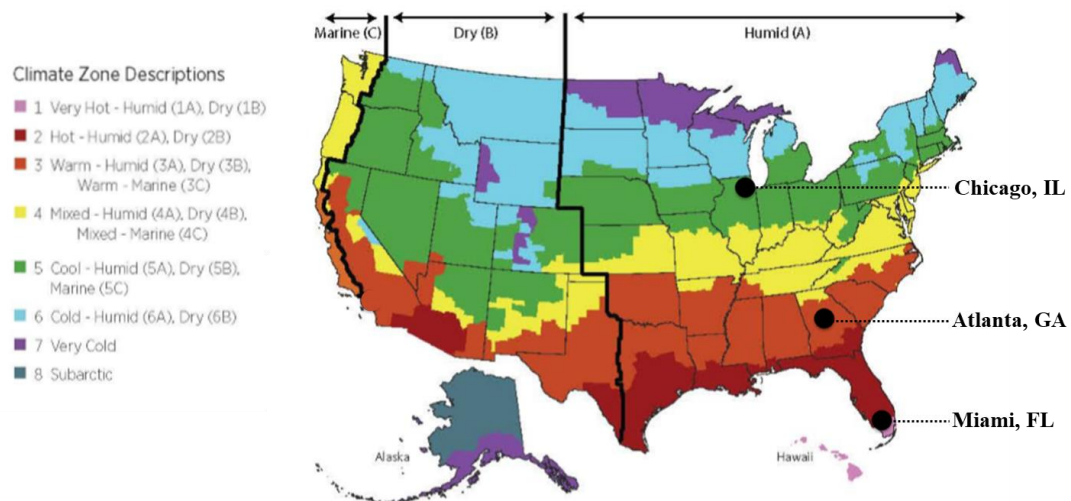 Marine (C)
Dry (B)
Humid (A)
Climate Zone Descriptions
1 Very Hot - Humid (1A), Dry (1B)
2 Hot - Humid (2A), Dry (2B)
3 Warm - Humid (3A), Dry (3B),
Warm - Marine (3C)
4 Mixed - Humid (4A), Dry (4B),
Mixed - Marine (4C)
5 Cool - Humid (5A), Dry (5B),
Marine (5C)
6 Cold - Humid (6A), Dry (6B)
7 Very Cold
8 Subarctic
Chicago, IL
Atlanta, GA
Miami, FL
Alaska
Hawaii